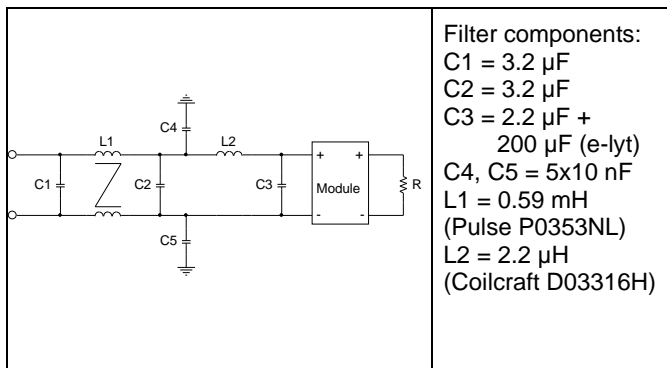 Filter components:
C1 = 3.2 µF
C2 = 3.2 µF
C3 = 2.2 µF +
200 µF (e-lyt)
C4, C5 = 5x10 nF
L1 = 0.59 mH
(Pulse P0353NL)
L2 = 2.2 µH
(Coilcraft D03316H)
C4
L1
L2
C1
C2
C3
+
+
Module
R
-
-
C5